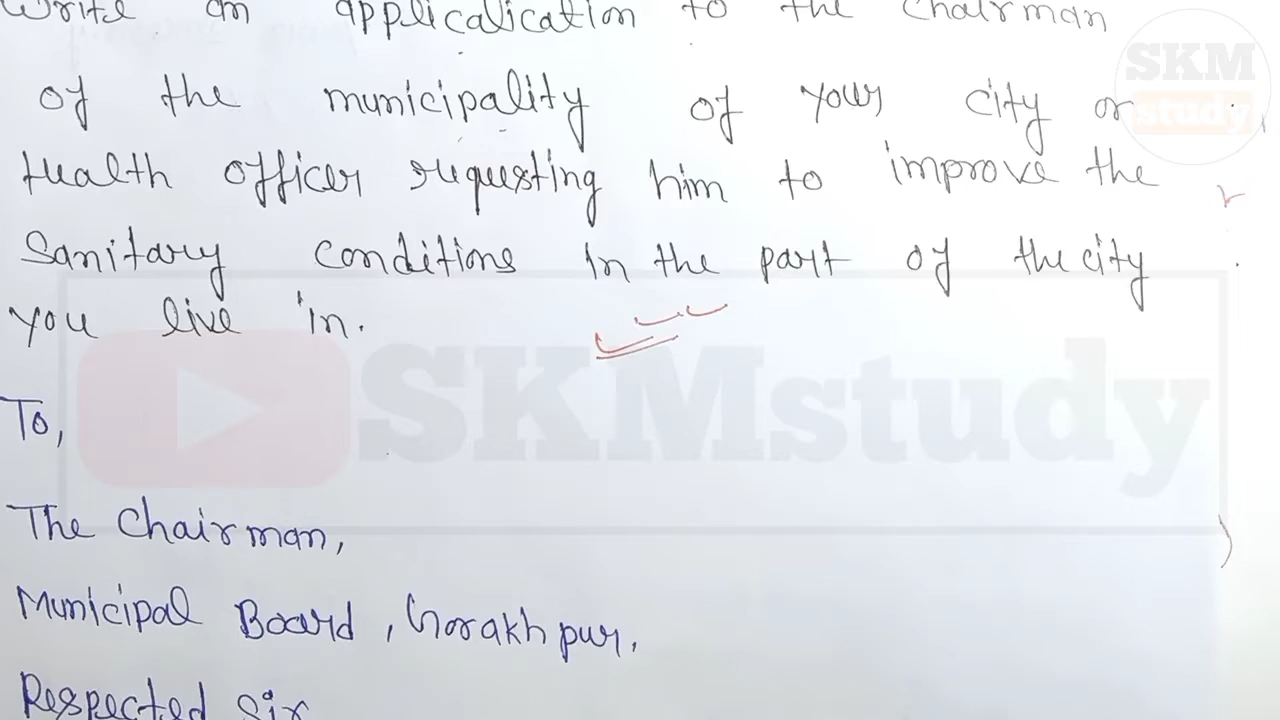 Write an applicalication to the Chairman
of the municipality of your city or
Health officer requesting him to improve the
Sanitary conditions in the part of the city
you live in.
To,
The Chairman,
Municipal Board, Gorakhpur.
Respected Sir
SKM
study
SKMstudy